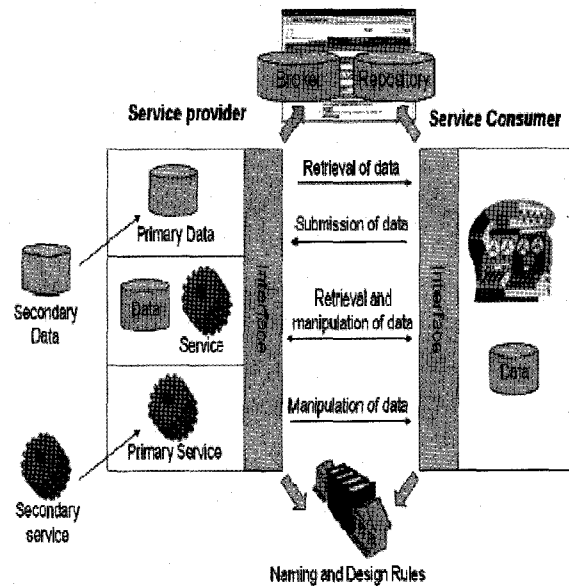 Broker
Repository
Service provider
Service Consumer
Retrieval of data
Primary Data
Submission of data
Secondary
Data
Data
Service
Interface
Retrieval and
manipulation of data
Interface
Data
Primary Service
Manipulation of data
Secondary
service
Naming and Design Rules